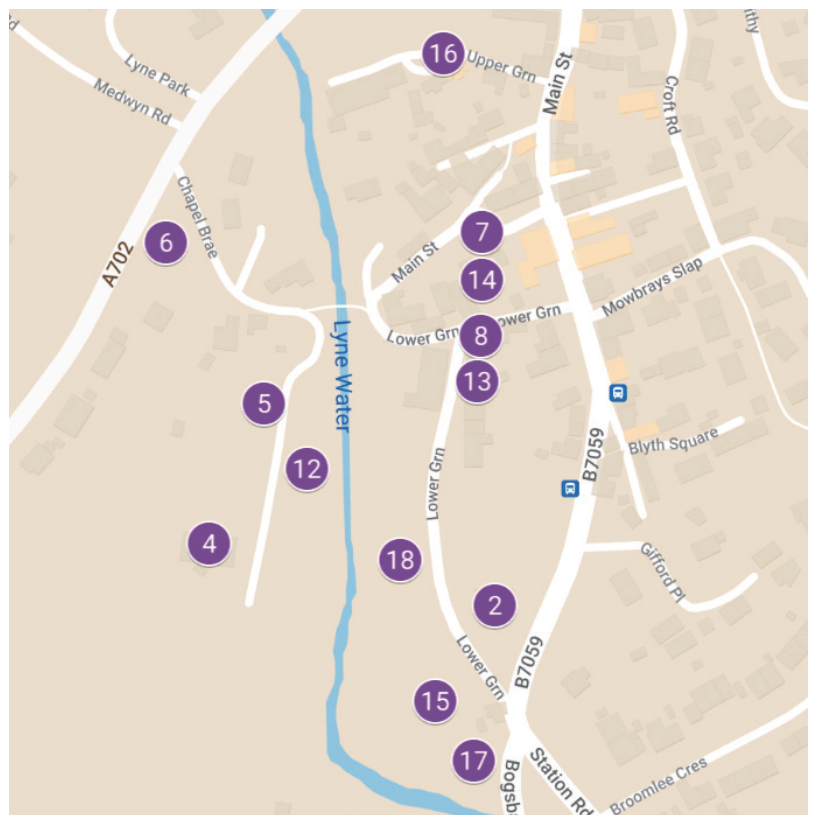 16
Upper Grn
Main St
Lyne Park
Medwyn Rd
Croft Rd
Chapel Brae
6
A702
7
Main St
14
Mowbrays Slap
Lower Grn
8
ower Grn
Lyne Water
13
5
B7059
Blyth Square
12
Lower Grn
4
18
Gifford Pl
2
Lower Grn
B7059
15
17
Station Rd
Bogsba
Broomlee Cres